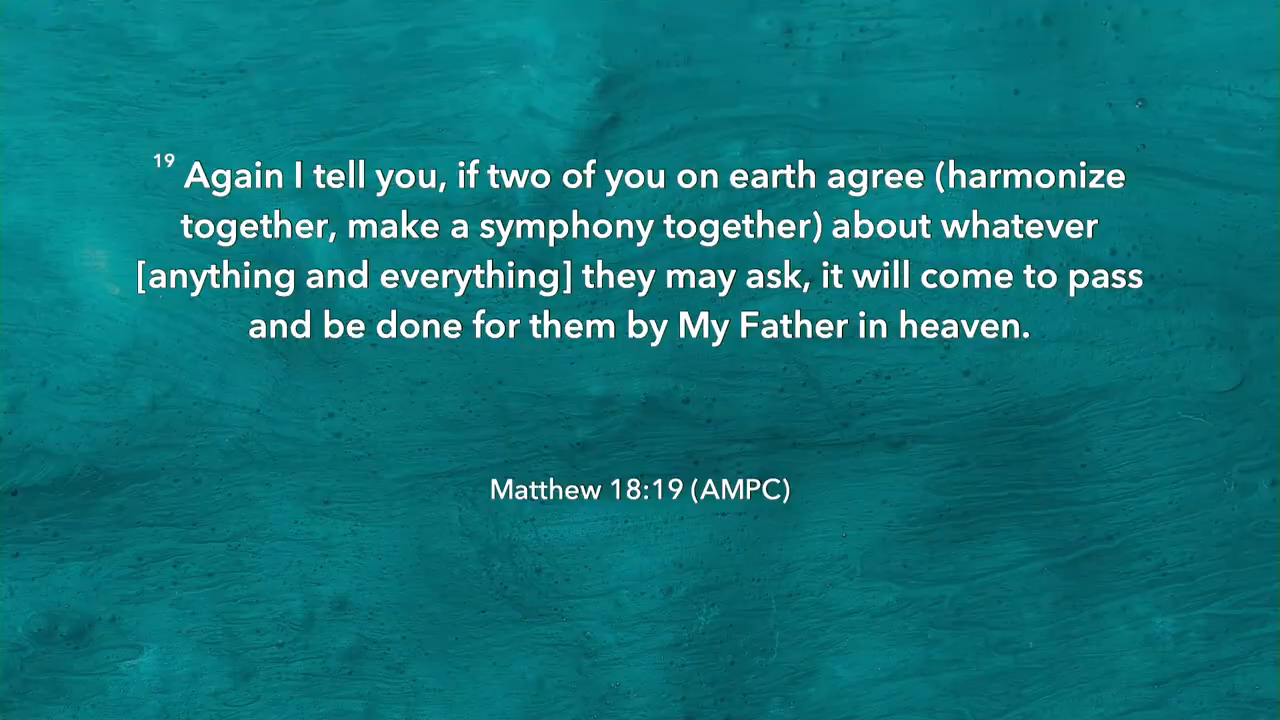 19 Again I tell you, if two of you on earth agree (harmonize
together, make a symphony together) about whatever
[anything and everything] they may ask, it will come to pass
and be done for them by My Father in heaven.
Matthew 18:19 (AMPC)